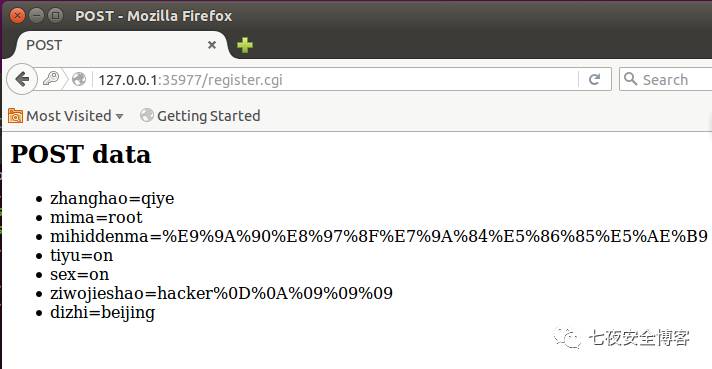 POST - Mozilla Firefox
POST
127.0.0.1:35977/register.cgi
Search
Most Visited
Getting Started
POST data
zhanghao=qiye
mima=root
mihiddenma=%E9%9A%90%E8%97%8F%E7%9A%84%E5%86%85%E5%AE%B9
tiyu=on
sex=on
ziwojieshao=hacker%0D%0A%09%09%09
dizhi=beijing
七夜安全博客